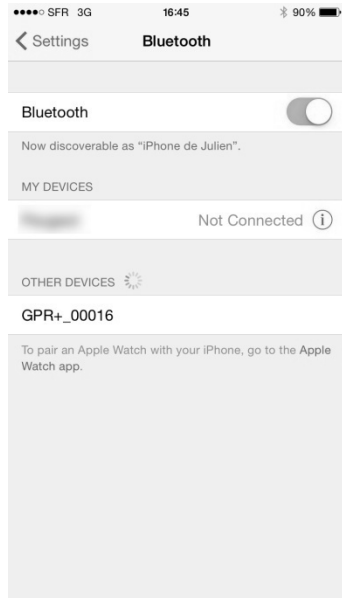 SFR 3G 16:45 90%
Settings Bluetooth
Bluetooth
Now discoverable as “iPhone de Julien”.
MY DEVICES
Not Connected
OTHER DEVICES
GPR+_00016
To pair an Apple Watch with your iPhone, go to the Apple
Watch app.